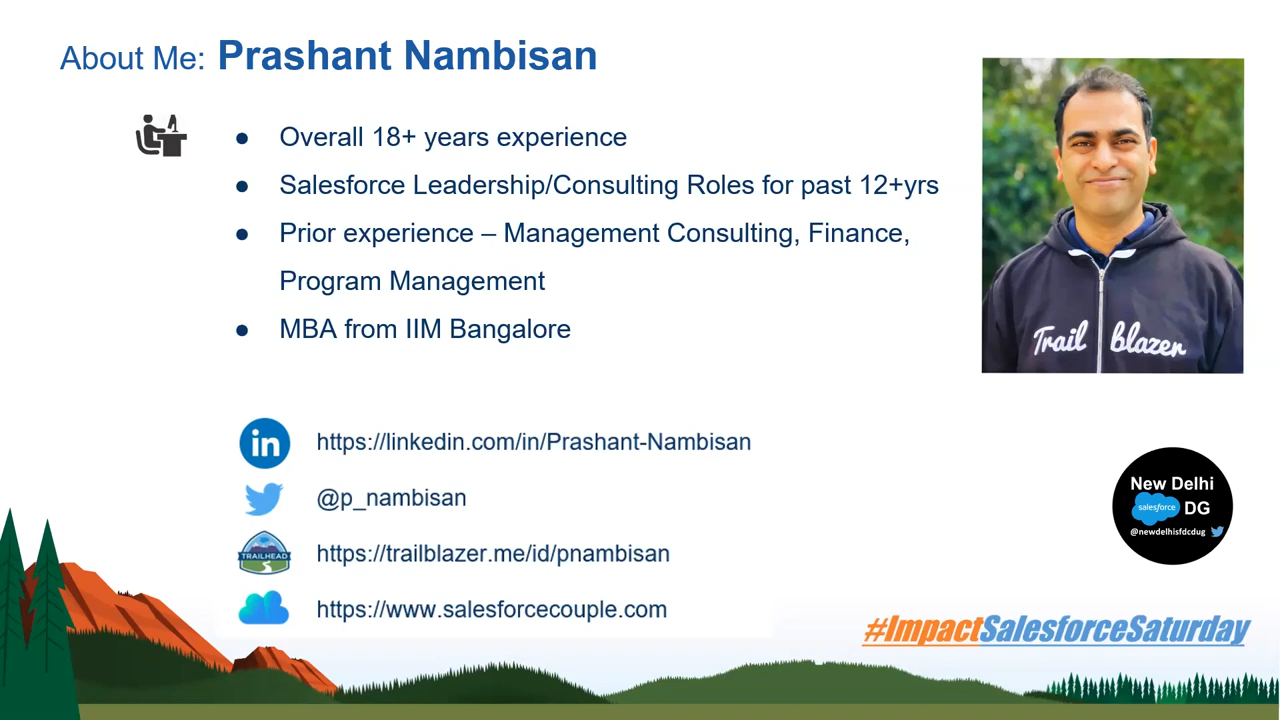 About Me: Prashant Nambisan
● Overall 18+ years experience
● Salesforce Leadership/Consulting Roles for past 12+yrs
● Prior experience – Management Consulting, Finance,
Program Management
● MBA from IIM Bangalore
Trail blazer
in https://linkedin.com/in/Prashant-Nambisan
@p_nambisan
TRAILHEAD https://trailblazer.me/id/pnambisan
https://www.salesforcecouple.com
New Delhi
salesforce DG
@newdelhisfdcdug
#ImpactSalesforceSaturday